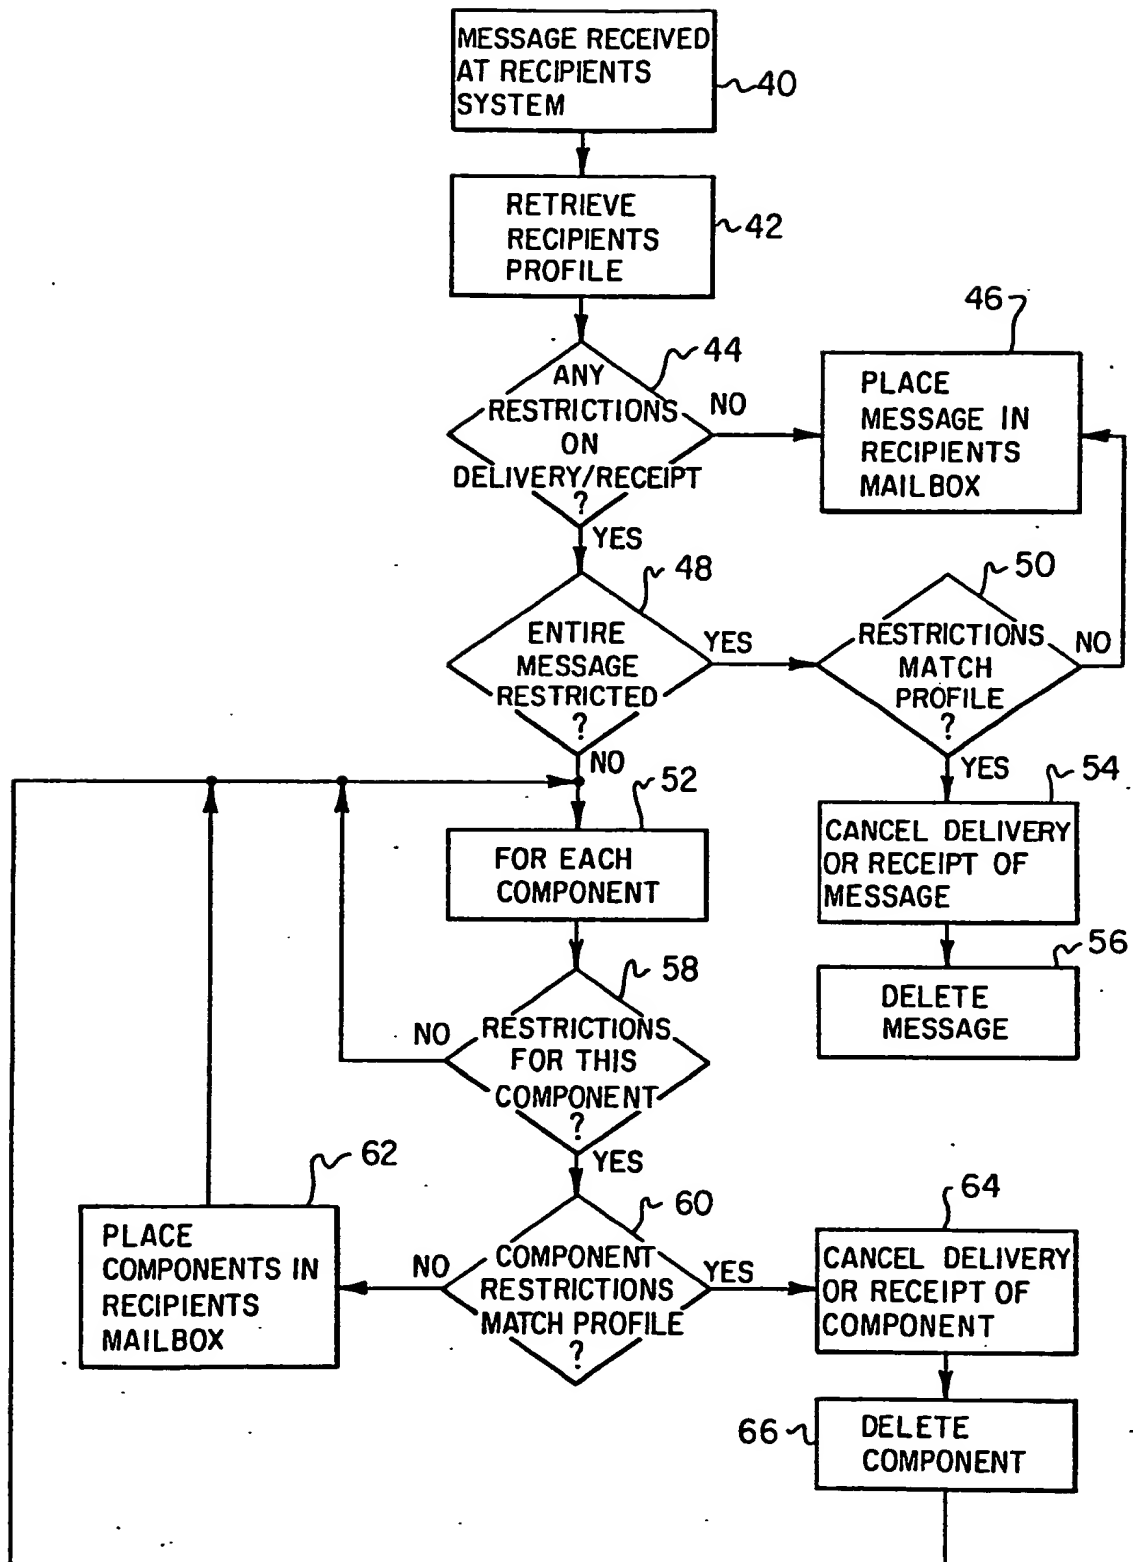 MESSAGE RECEIVED
AT RECIPIENTS
SYSTEM
40
RETRIEVE
RECIPIENTS
PROFILE
42
44
ANY
RESTRICTIONS
ON
DELIVERY/RECEIPT
?
NO
46
PLACE
MESSAGE IN
RECIPIENTS
MAILBOX
YES
48
ENTIRE
MESSAGE
RESTRICTED
?
YES
50
RESTRICTIONS
MATCH
PROFILE
?
NO
NO
YES
52
FOR EACH
COMPONENT
54
CANCEL DELIVERY
OR RECEIPT OF
MESSAGE
56
DELETE
MESSAGE
58
NO
RESTRICTIONS
FOR THIS
COMPONENT
?
YES
62
PLACE
COMPONENTS IN
RECIPIENTS
MAILBOX
60
NO
COMPONENT
RESTRICTIONS
MATCH PROFILE
?
YES
64
CANCEL DELIVERY
OR RECEIPT OF
COMPONENT
66
DELETE
COMPONENT